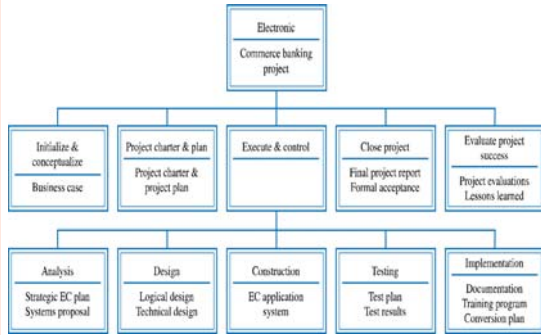 Electronic
Commerce banking
project
Initialize &
conceptualize
Business case
Project charter & plan
Project charter &
project plan
Execute & control
Close project
Final project report
Formal acceptance
Evaluate project
success
Project evaluations
Lessons learned
Analysis
Strategic EC plan
Systems proposal
Design
Logical design
Technical design
Construction
EC application
system
Testing
Test plan
Test results
Implementation
Documentation
Training program
Conversion plan